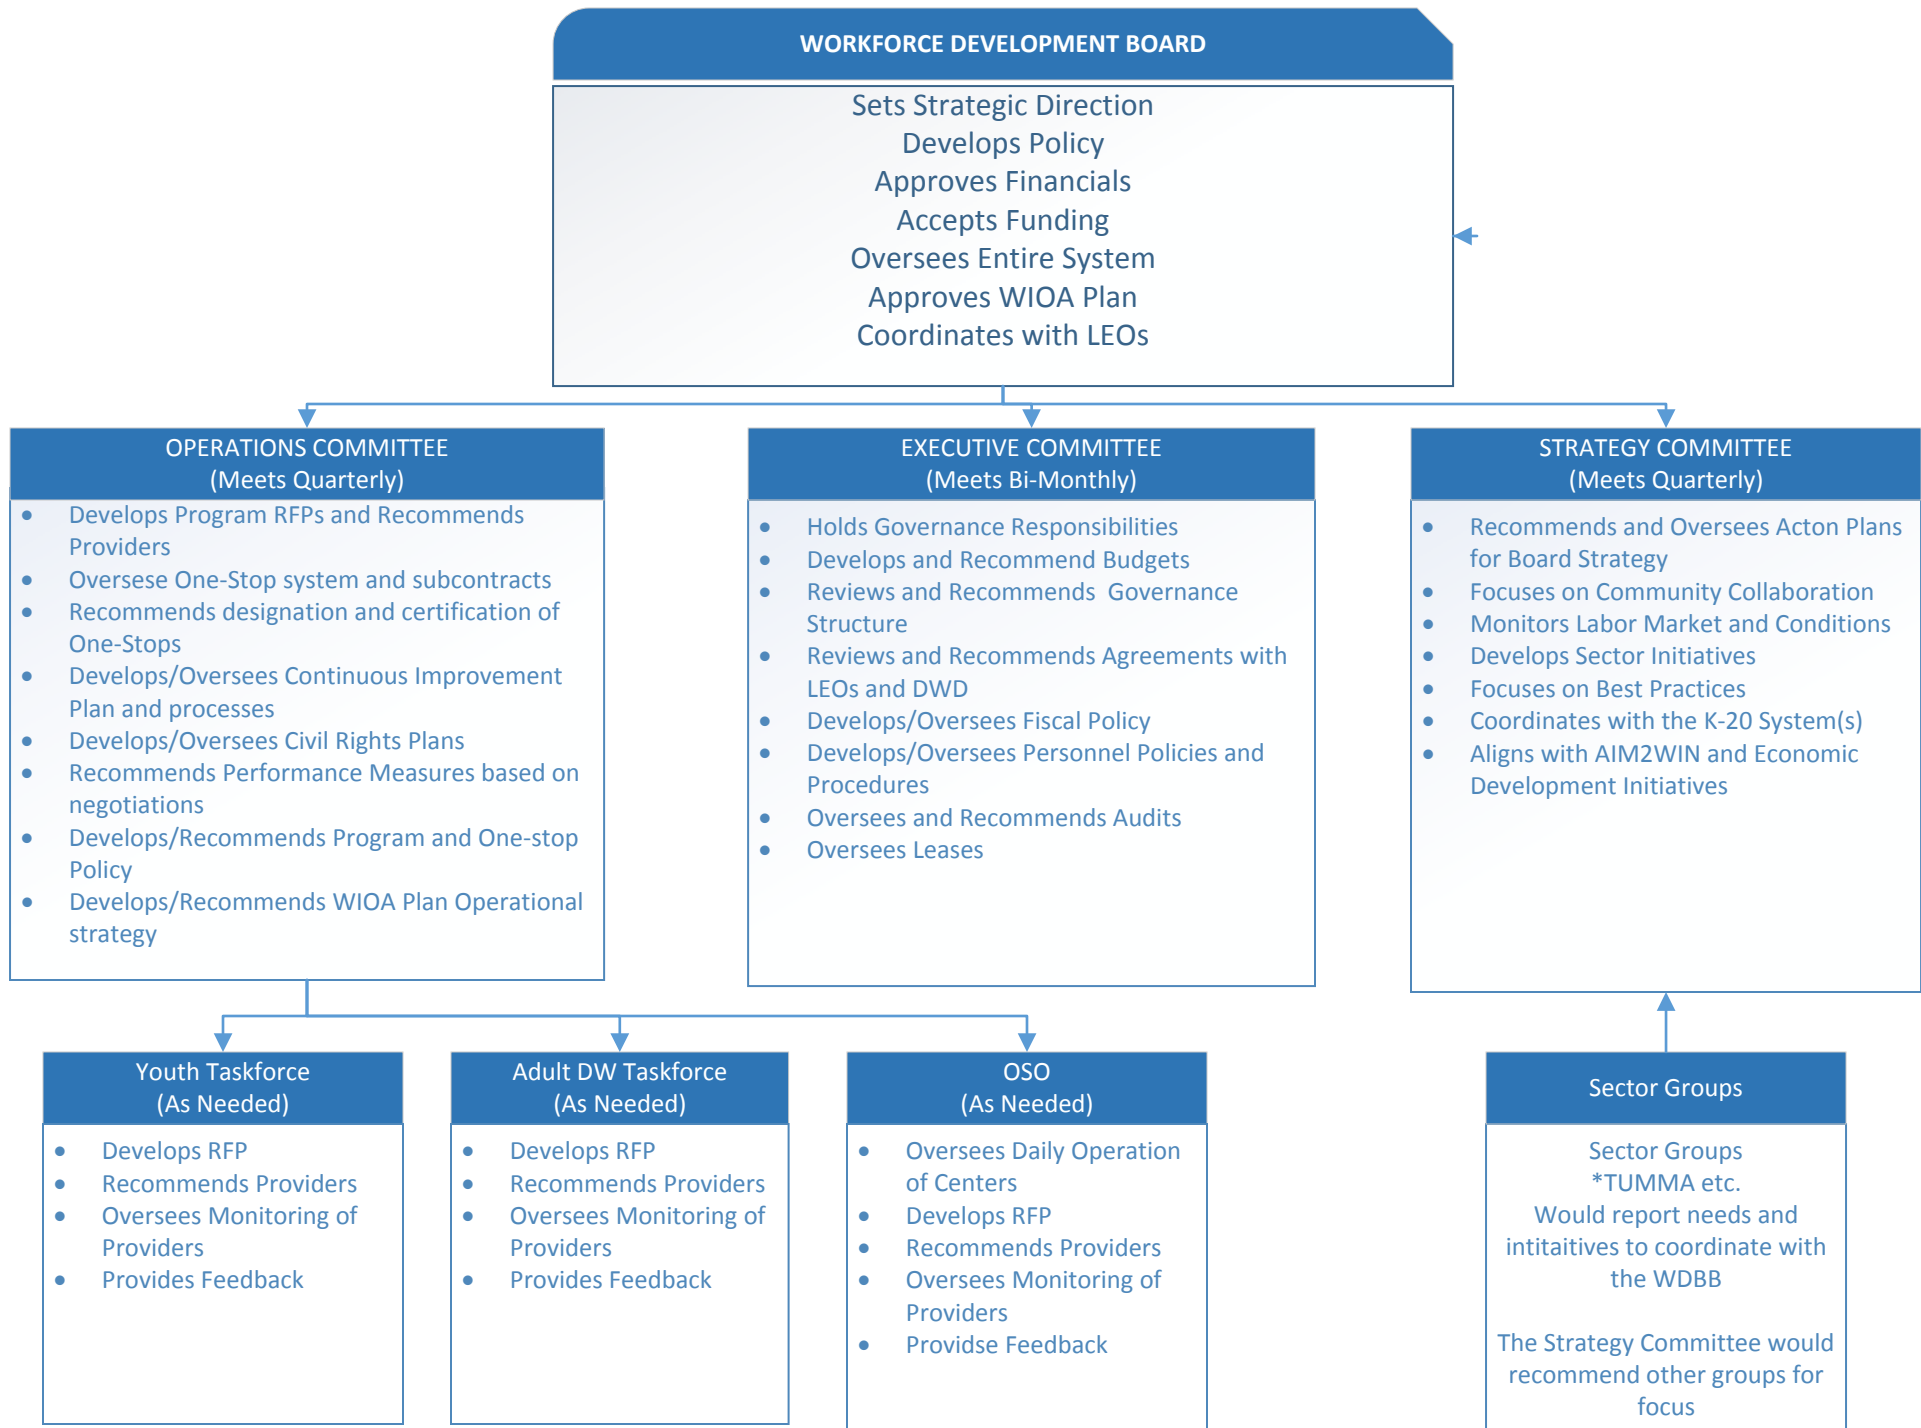 WORKFORCE DEVELOPMENT BOARD
Sets Strategic Direction
Develops Policy
Approves Financials
Accepts Funding
Oversees Entire System
Approves WIOA Plan
Coordinates with LEOs
OPERATIONS COMMITTEE
(Meets Quarterly)
• Develops Program RFPs and Recommends
Providers
• Oversese One-Stop system and subcontracts
• Recommends designation and certification of
One-Stops
• Develops/Oversees Continuous Improvement
Plan and processes
• Develops/Oversees Civil Rights Plans
• Recommends Performance Measures based on
negotiations
• Develops/Recommends Program and One-stop
Policy
• Develops/Recommends WIOA Plan Operational
strategy
EXECUTIVE COMMITTEE
(Meets Bi-Monthly)
• Holds Governance Responsibilities
• Develops and Recommend Budgets
• Reviews and Recommends Governance
Structure
• Reviews and Recommends Agreements with
LEOs and DWD
• Develops/Oversees Fiscal Policy
• Develops/Oversees Personnel Policies and
Procedures
• Oversees and Recommends Audits
• Oversees Leases
STRATEGY COMMITTEE
(Meets Quarterly)
• Recommends and Oversees Acton Plans
for Board Strategy
• Focuses on Community Collaboration
• Monitors Labor Market and Conditions
• Develops Sector Initiatives
• Focuses on Best Practices
• Coordinates with the K-20 System(s)
• Aligns with AIM2WIN and Economic
Development Initiatives
Youth Taskforce
(As Needed)
• Develops RFP
• Recommends Providers
• Oversees Monitoring of
Providers
• Provides Feedback
Adult DW Taskforce
(As Needed)
• Develops RFP
• Recommends Providers
• Oversees Monitoring of
Providers
• Provides Feedback
OSO
(As Needed)
• Oversees Daily Operation
of Centers
• Develops RFP
• Recommends Providers
• Oversees Monitoring of
Providers
• Providse Feedback
Sector Groups
Sector Groups
*TUMMA etc.
Would report needs and
intitaitives to coordinate with
the WDBB
The Strategy Committee would
recommend other groups for
focus